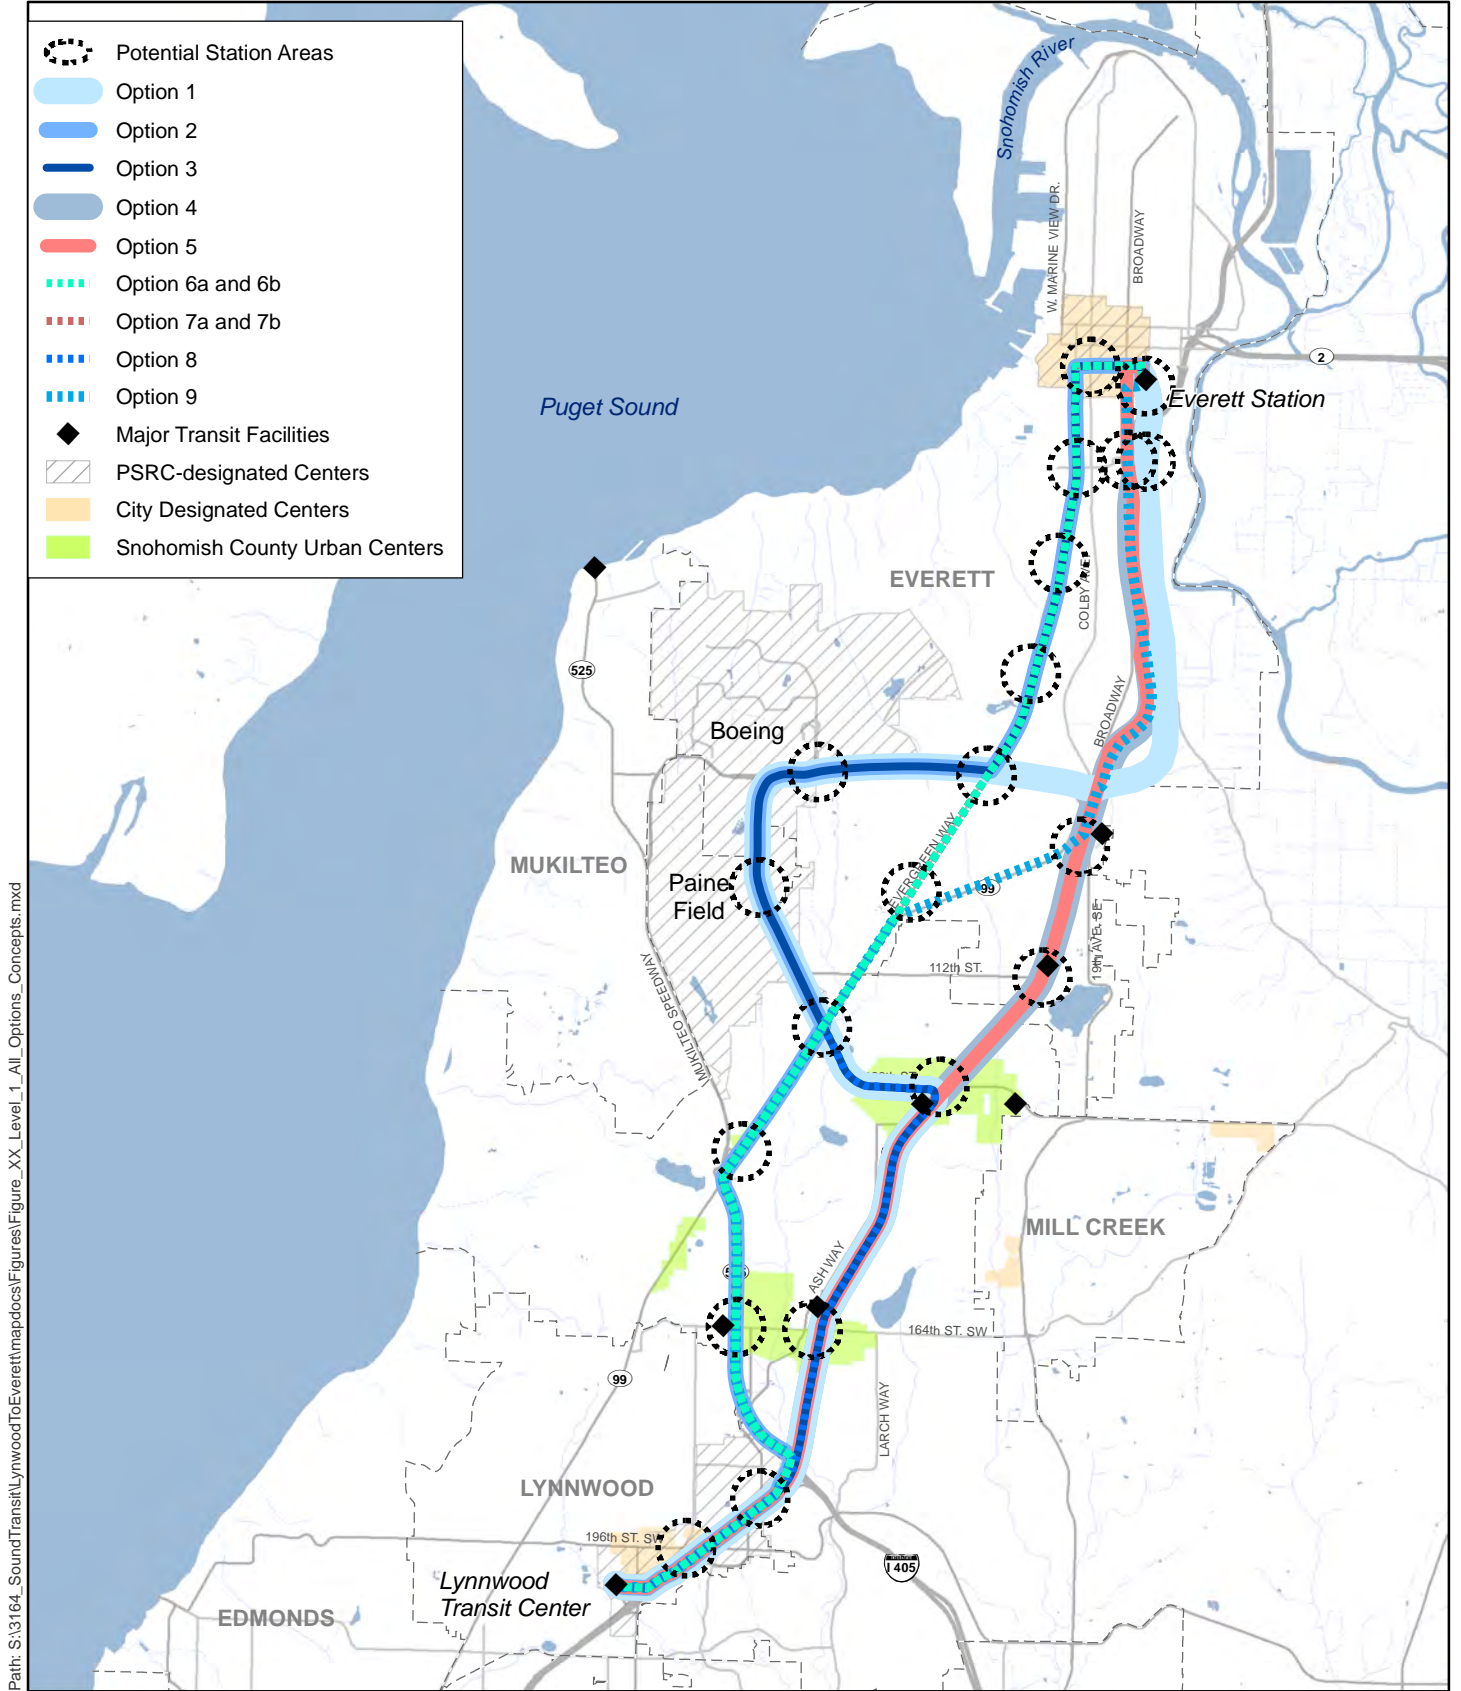 Potential Station Areas
Option 1
Option 2
Option 3
Option 4
Option 5
Option 6a and 6b
Option 7a and 7b
Option 8
Option 9
Major Transit Facilities
PSRC-designated Centers
City Designated Centers
Snohomish County Urban Centers
Snohomish River
W. MARINE VIEW DR.
BROADWAY
2
Everett Station
Puget Sound
EVERETT
COLBY AVE
525
BROADWAY
Boeing
EVERGREEN WAY
MUKILTEO
Paine
Field
99
19th AVE. SE
112th ST.
MUKILTEO SPEEDWAY
MILL CREEK
ASH WAY
164th ST. SW
99
LARCH WAY
LYNNWOOD
196th ST. SW
I 405
Lynnwood
Transit Center
EDMONDS
Path: S:\3164_SoundTransit\LynwoodToEverett\mapdocs\Figures\Figure_XX_Level_1_All_Options_Concepts.mxd